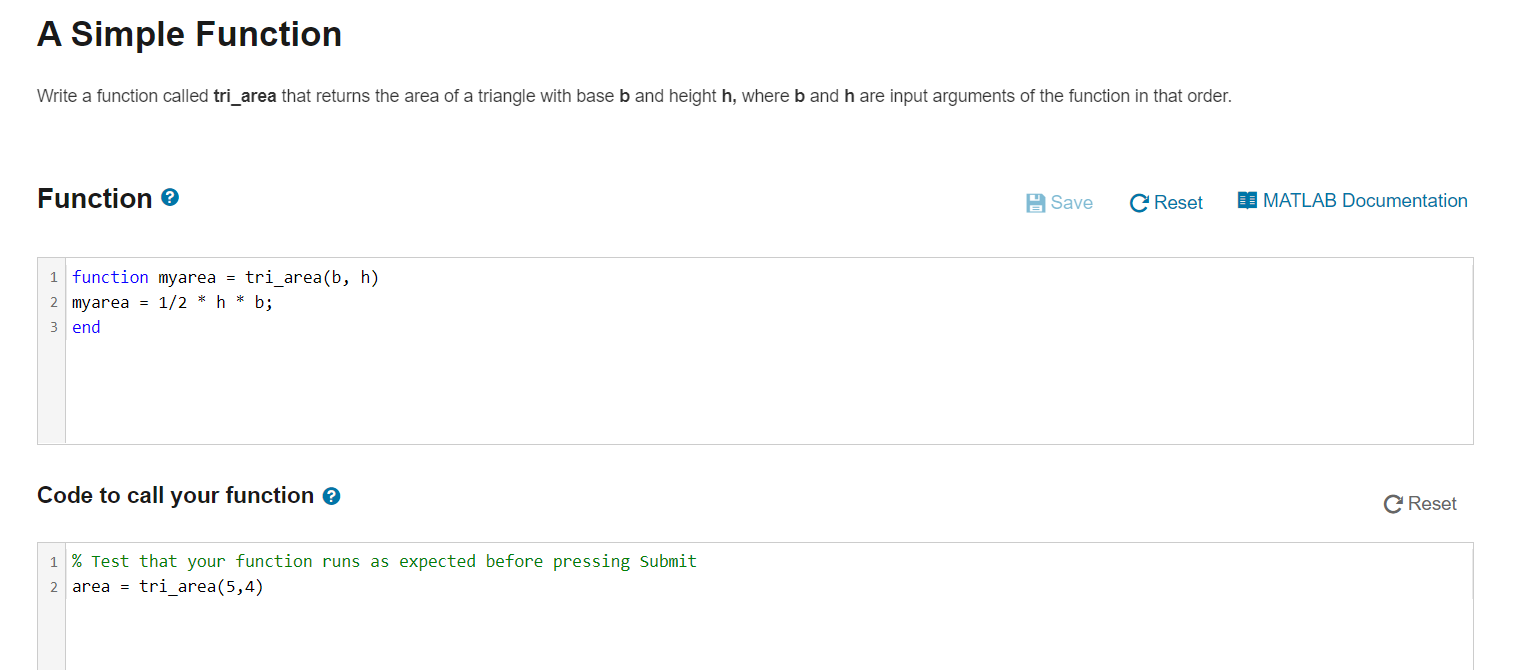 A Simple Function
Write a function called tri_area that returns the area of a triangle with base b and height h, where b and h are input arguments of the function in that order.
Function ?
Save Reset MATLAB Documentation
1 function myarea = tri_area(b, h)
2 myarea = 1/2 * h * b;
3 end
Code to call your function ?
Reset
1 % Test that your function runs as expected before pressing Submit
2 area = tri_area(5,4)